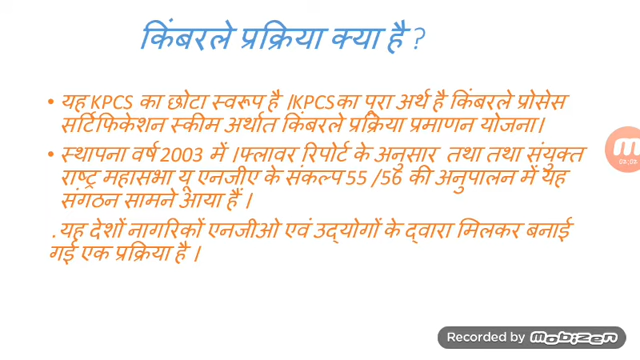 किंबरले प्रक्रिया क्या है ?
• यह KPCS का छोटा स्वरूप है ।KPCSका पूरा अर्थ है किंबरले प्रोसेस
सर्टिफिकेशन स्कीम अर्थात किंबरले प्रक्रिया प्रमाणन योजना।
• स्थापना वर्ष 2003 में ।फ्लावर रिपोर्ट के अनुसार तथा तथा संयुक्त
राष्ट्र महासभा यू एनजीए के संकल्प 55 /56 की अनुपालन में यह
संगठन सामने आया हैं ।
.यह देशों नागरिकों एनजीओ एवं उद्योगों के द्वारा मिलकर बनाई
गई एक प्रक्रिया है ।
Recorded by mobizen